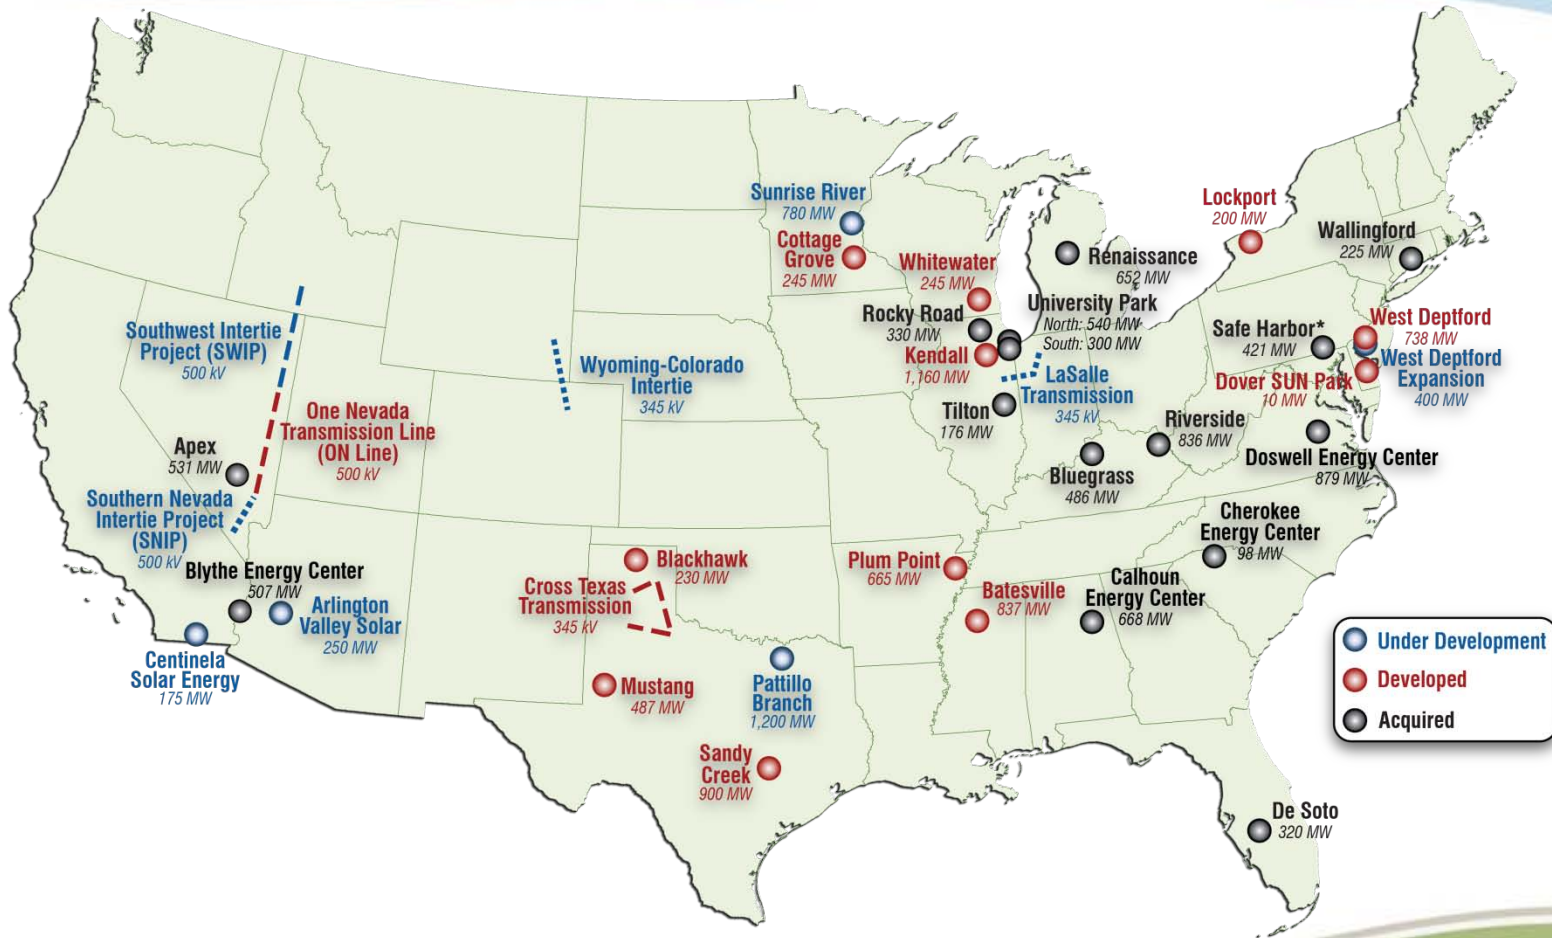 Sunrise River
780 MW
Cottage
Grove
245 MW
Whitewater
245 MW
Rocky Road
330 MW
Kendall
1,160 MW
Renaissance
652 MW
University Park
North: 540 MW
South: 300 MW
Lockport
200 MW
Wallingford
225 MW
West Deptford
738 MW
Safe Harbor*
421 MW
West Deptford
Expansion
400 MW
Dover SUN Park
10 MW
Southwest Intertie
Project (SWIP)
500 kV
Wyoming-Colorado
Intertie
345 kV
LaSalle
Transmission
345 kV
Tilton
176 MW
One Nevada
Transmission Line
(ON Line)
500 kV
Apex
531 MW
Riverside
836 MW
Bluegrass
486 MW
Doswell Energy Center
879 MW
Southern Nevada
Intertie Project
(SNIP)
500 kV
Cherokee
Energy Center
98 MW
Blythe Energy Center
507 MW
Arlington
Valley Solar
250 MW
Centinela
Solar Energy
175 MW
Blackhawk
230 MW
Cross Texas
Transmission
345 kV
Plum Point
665 MW
Batesville
837 MW
Calhoun
Energy Center
668 MW
Mustang
487 MW
Pattillo
Branch
1,200 MW
Sandy
Creek
900 MW
De Soto
320 MW
Under Development
Developed
Acquired